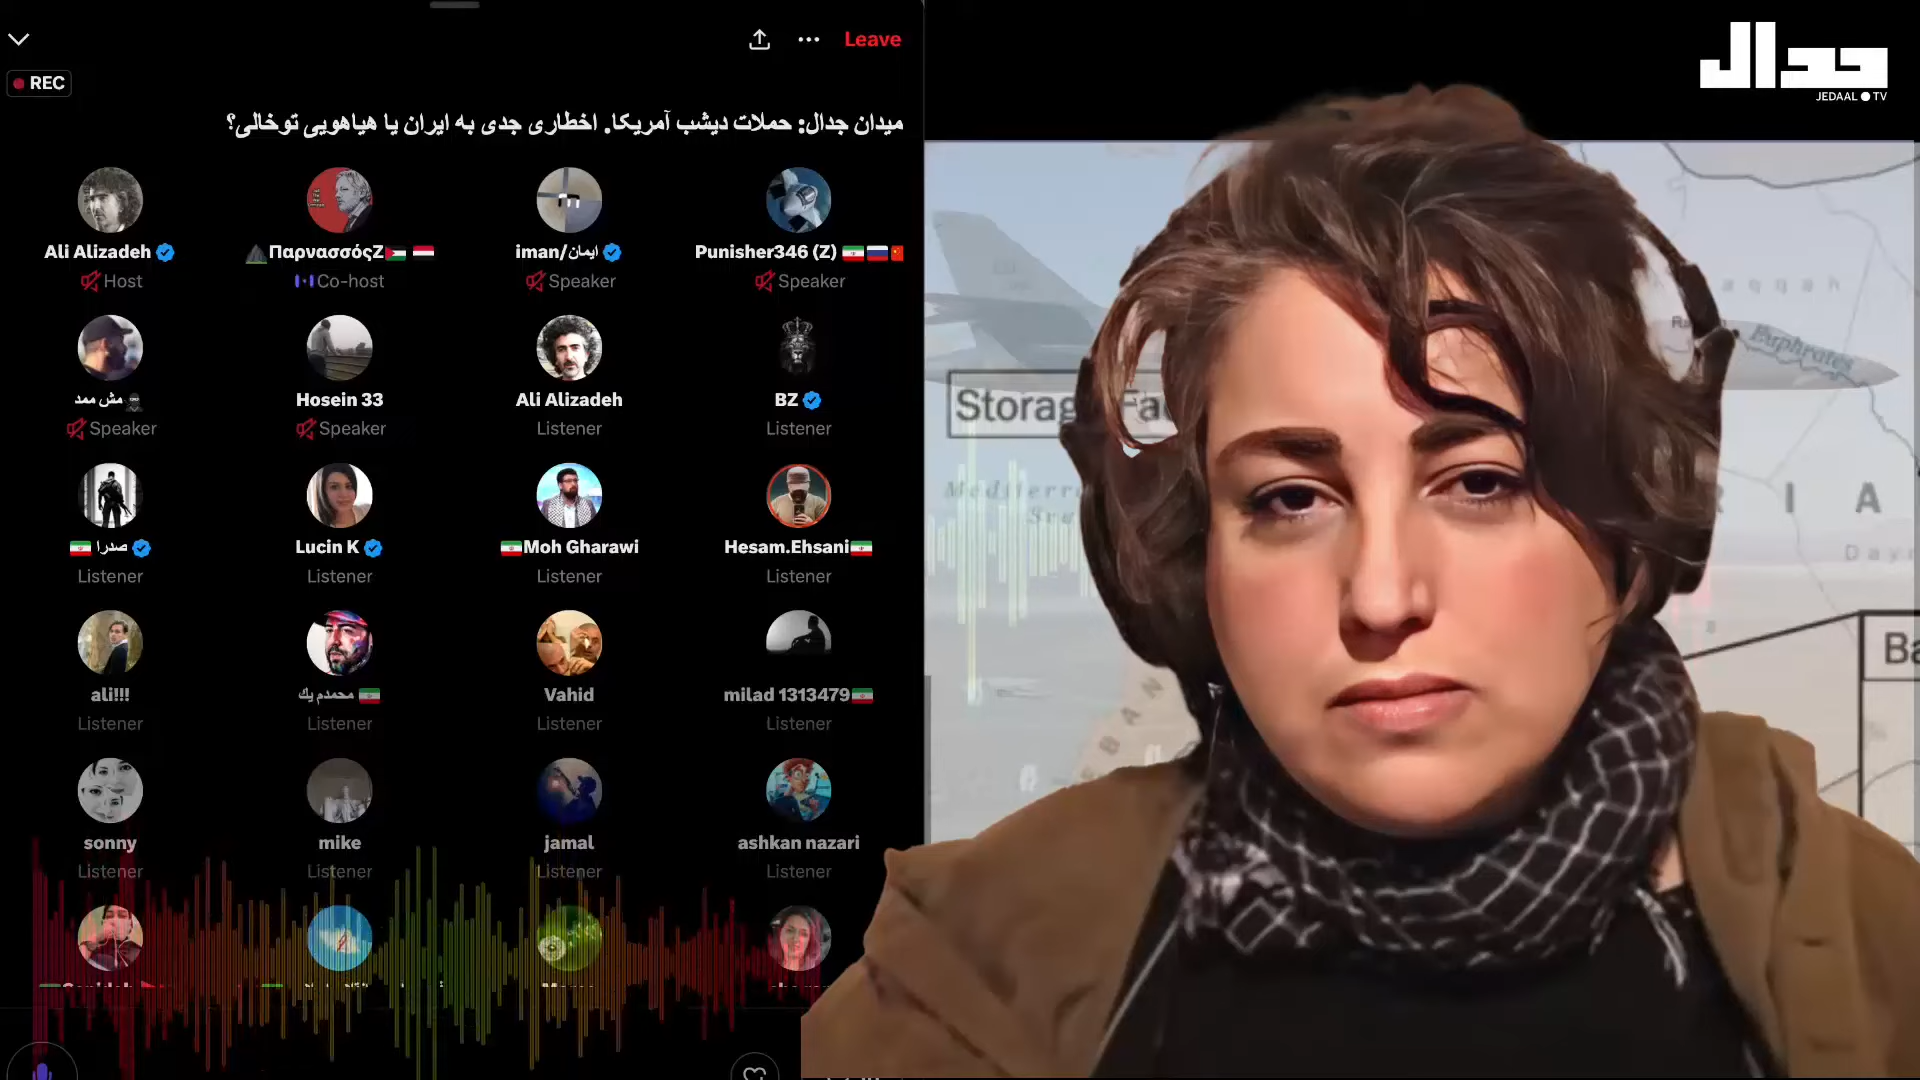 Leave
REC
میدان جدال: حملات دیشب آمریکا. اخطاری جدی به ایران یا هیاهویی توخالی؟
Ali Alizadeh
Host
ΠαρνασσόςZ
Co-host
iman/ایمان
Speaker
Punisher346 (Z)
Speaker
مش ممد
Speaker
Hosein 33
Speaker
Ali Alizadeh
Listener
BZ
Listener
صدرا
Listener
Lucin K
Listener
Moh Gharawi
Listener
Hesam.Ehsani
Listener
ali!!!
Listener
محمدم یك
Listener
Vahid
Listener
milad 1313479
Listener
sonny
Listener
mike
Listener
jamal
Listener
ashkan nazari
Listener
جدال
JEDAAL TV
Euphrates
Storag
I A